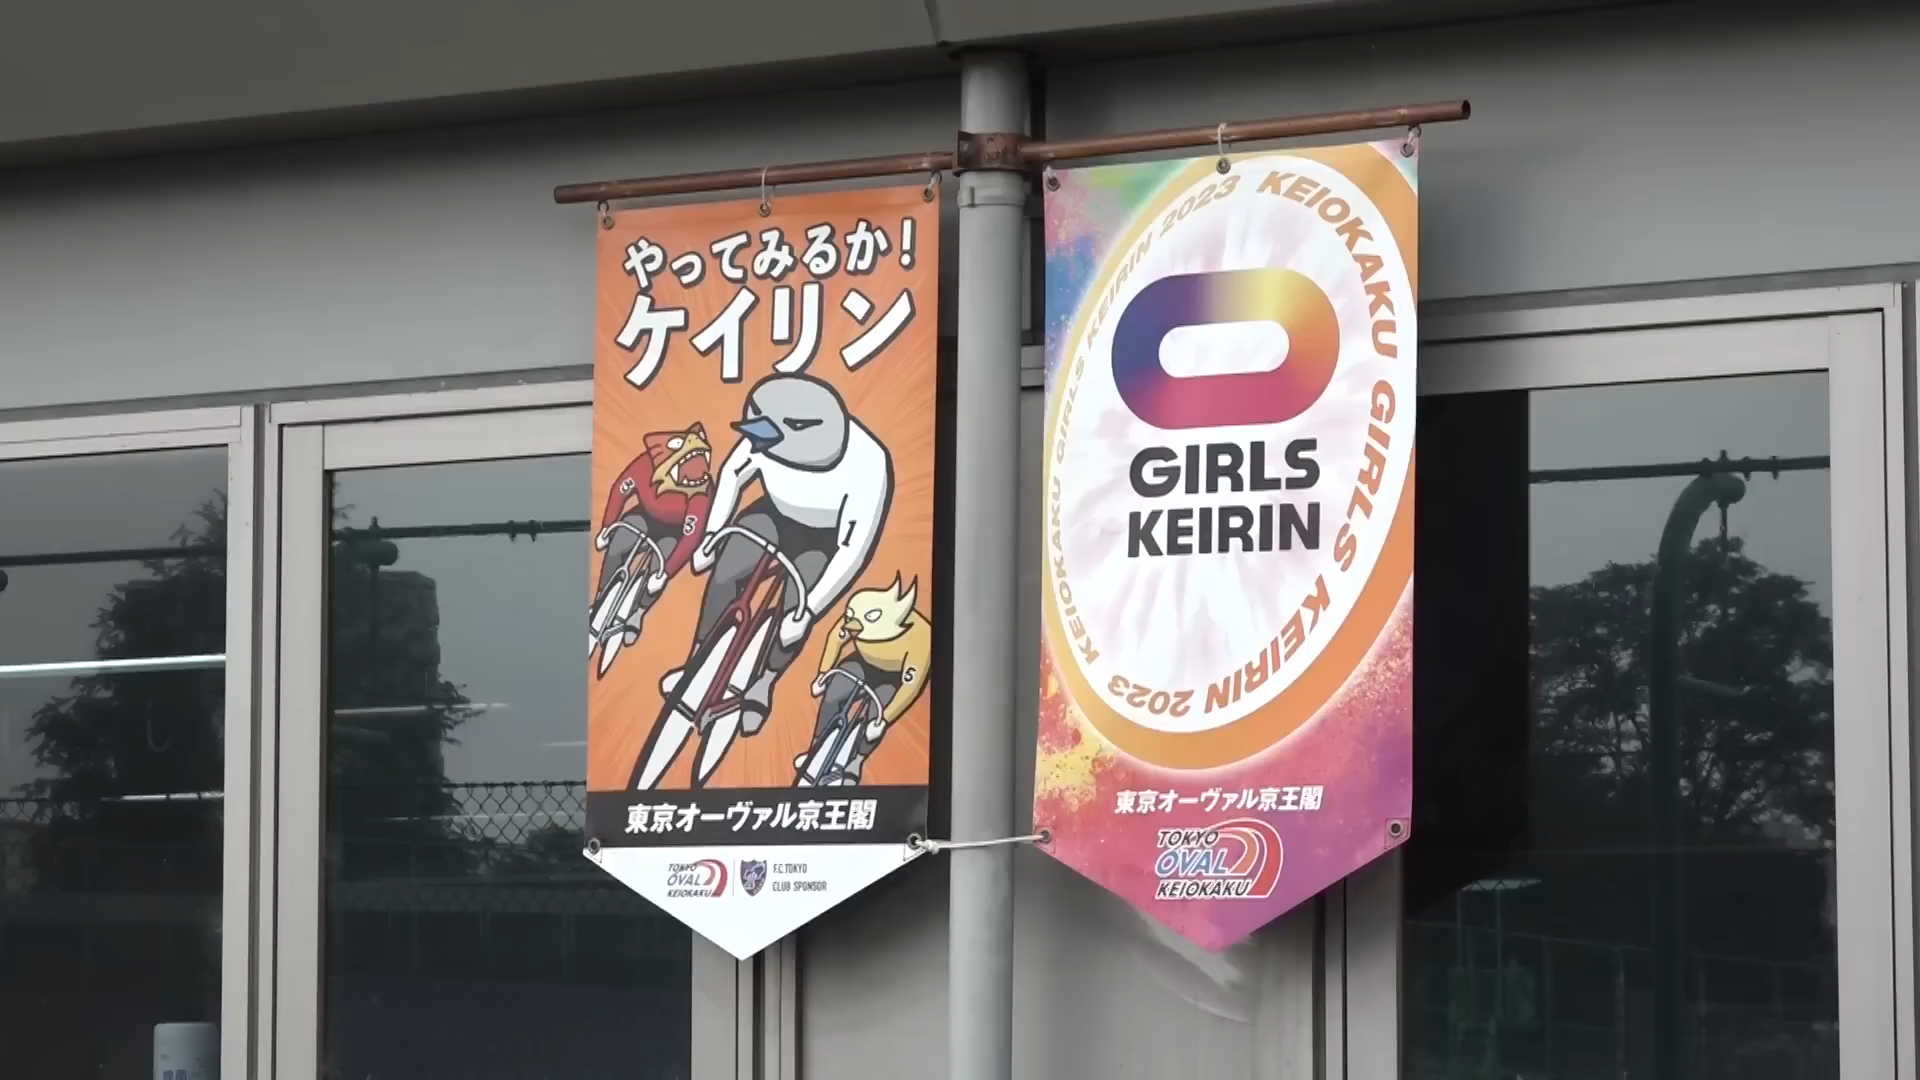 やってみるか!
ケイリン
3
3
1
1
5
東京オーヴァル京王閣
TOKYO
OVAL
KEIOKAKU
F.C.TOKYO
CLUB SPONSOR
KEIOKAKU GIRLS KEIRIN 2023
KEIOKAKU GIRLS KEIRIN 2023
GIRLS
KEIRIN
東京オーヴァル京王閣
TOKYO
OVAL
KEIOKAKU